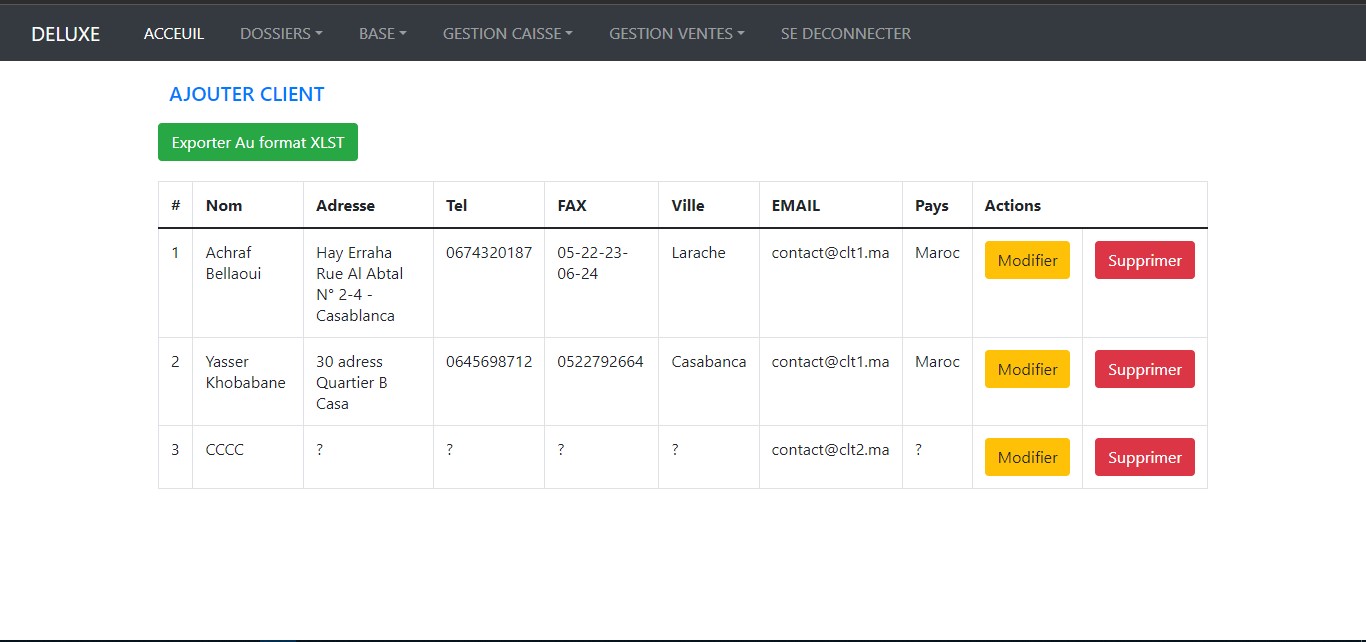 DELUXE ACCEUIL DOSSIERS BASE GESTION CAISSE GESTION VENTES SE DECONNECTER
AJOUTER CLIENT
Exporter Au format XLST
# Nom Adresse Tel FAX Ville EMAIL Pays Actions
1 Achraf Hay Erraha 0674320187 05-22-23- Larache contact@clt1.ma Maroc Modifier Supprimer
Bellaoui Rue Al Abtal 06-24
N° 2-4 -
Casablanca
2 Yasser 30 adress 0645698712 0522792664 Casabanca contact@clt1.ma Maroc Modifier Supprimer
Khobabane Quartier B
Casa
3 CCCC ? ? ? ? contact@clt2.ma ? Modifier Supprimer